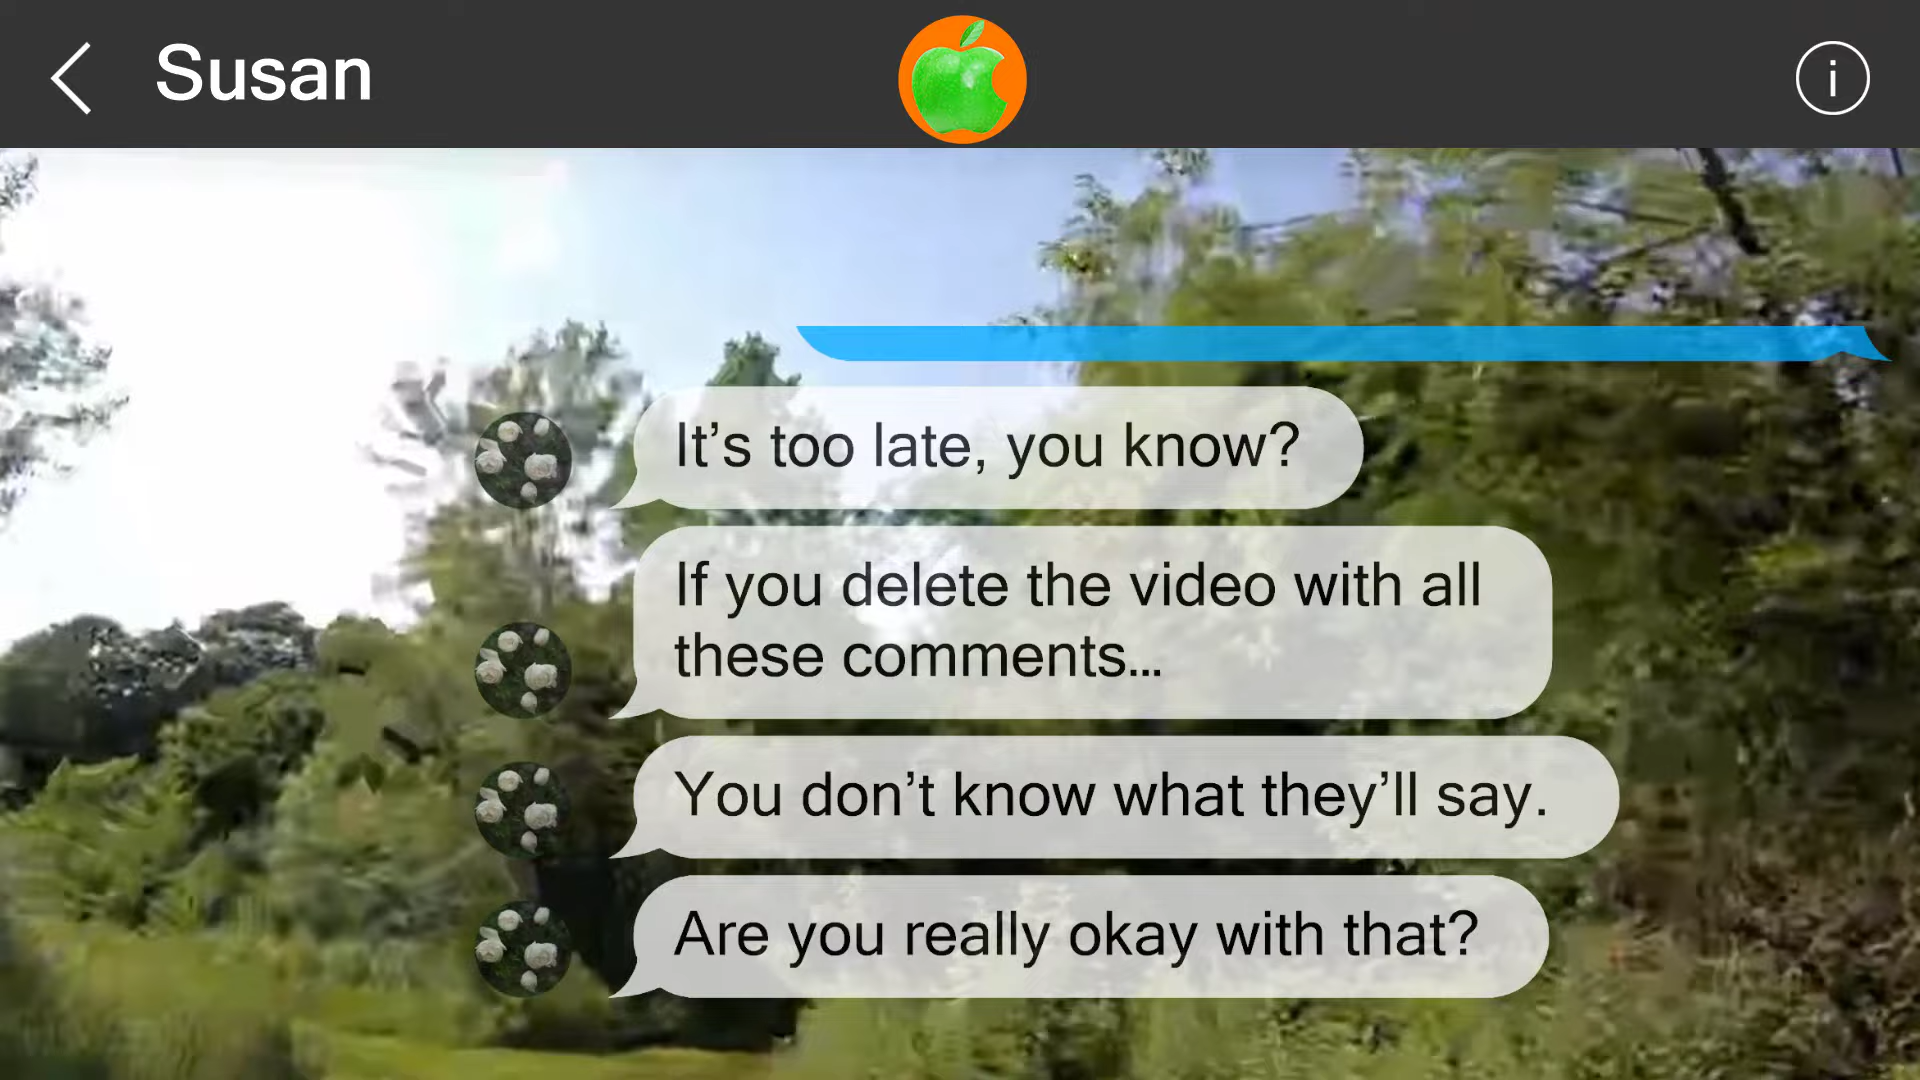 Susan
It’s too late, you know?
If you delete the video with all
these comments...
You don’t know what they’ll say.
Are you really okay with that?